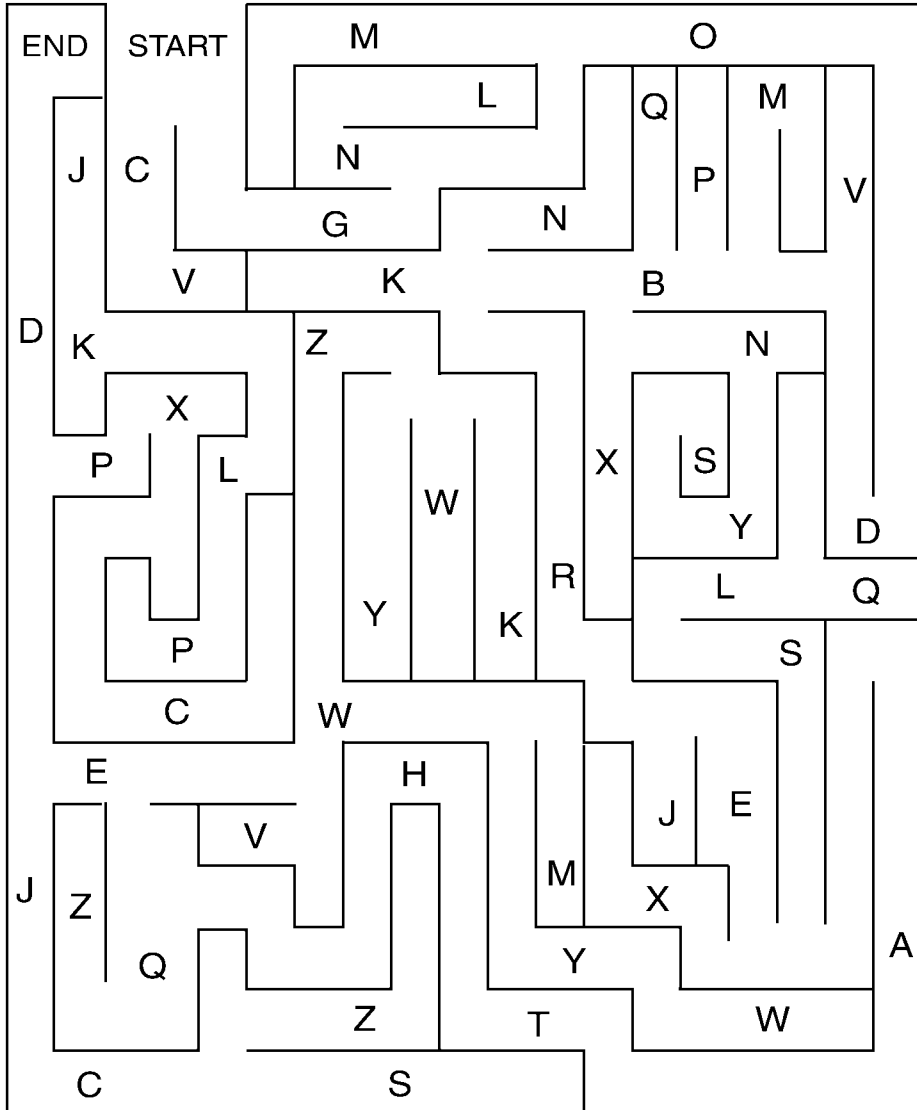 END START M O
L Q M
J C N P V
G N
V K B
D K Z N
X
P L W X S
Y D
R L Q
Y K
P S
C W
E H
V J E
J Z M X
Q Y A
Z T W
C S